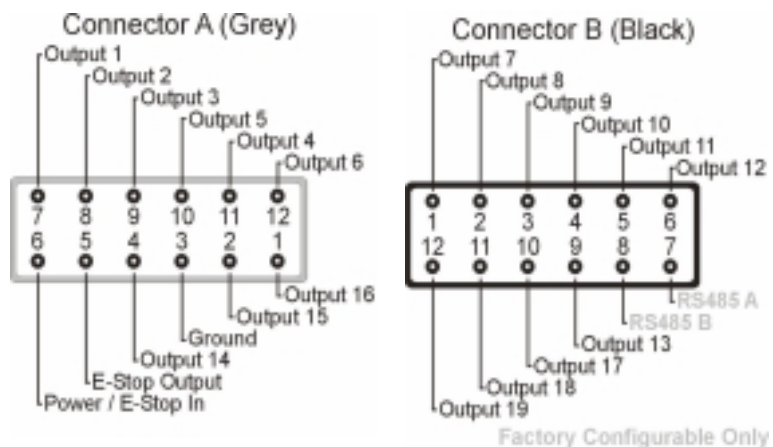 Connector A (Grey)
Output 1
Output 2
Output 3
Output 5
Output 4
Output 6
7 8 9 10 11 12
6 5 4 3 2 1
Output 16
Output 15
Ground
Output 14
E-Stop Output
Power / E-Stop In
Connector B (Black)
Output 7
Output 8
Output 9
Output 10
Output 11
Output 12
1 2 3 4 5 6
12 11 10 9 8 7
RS485 A
RS485 B
Output 13
Output 17
Output 18
Output 19
Factory Configurable Only